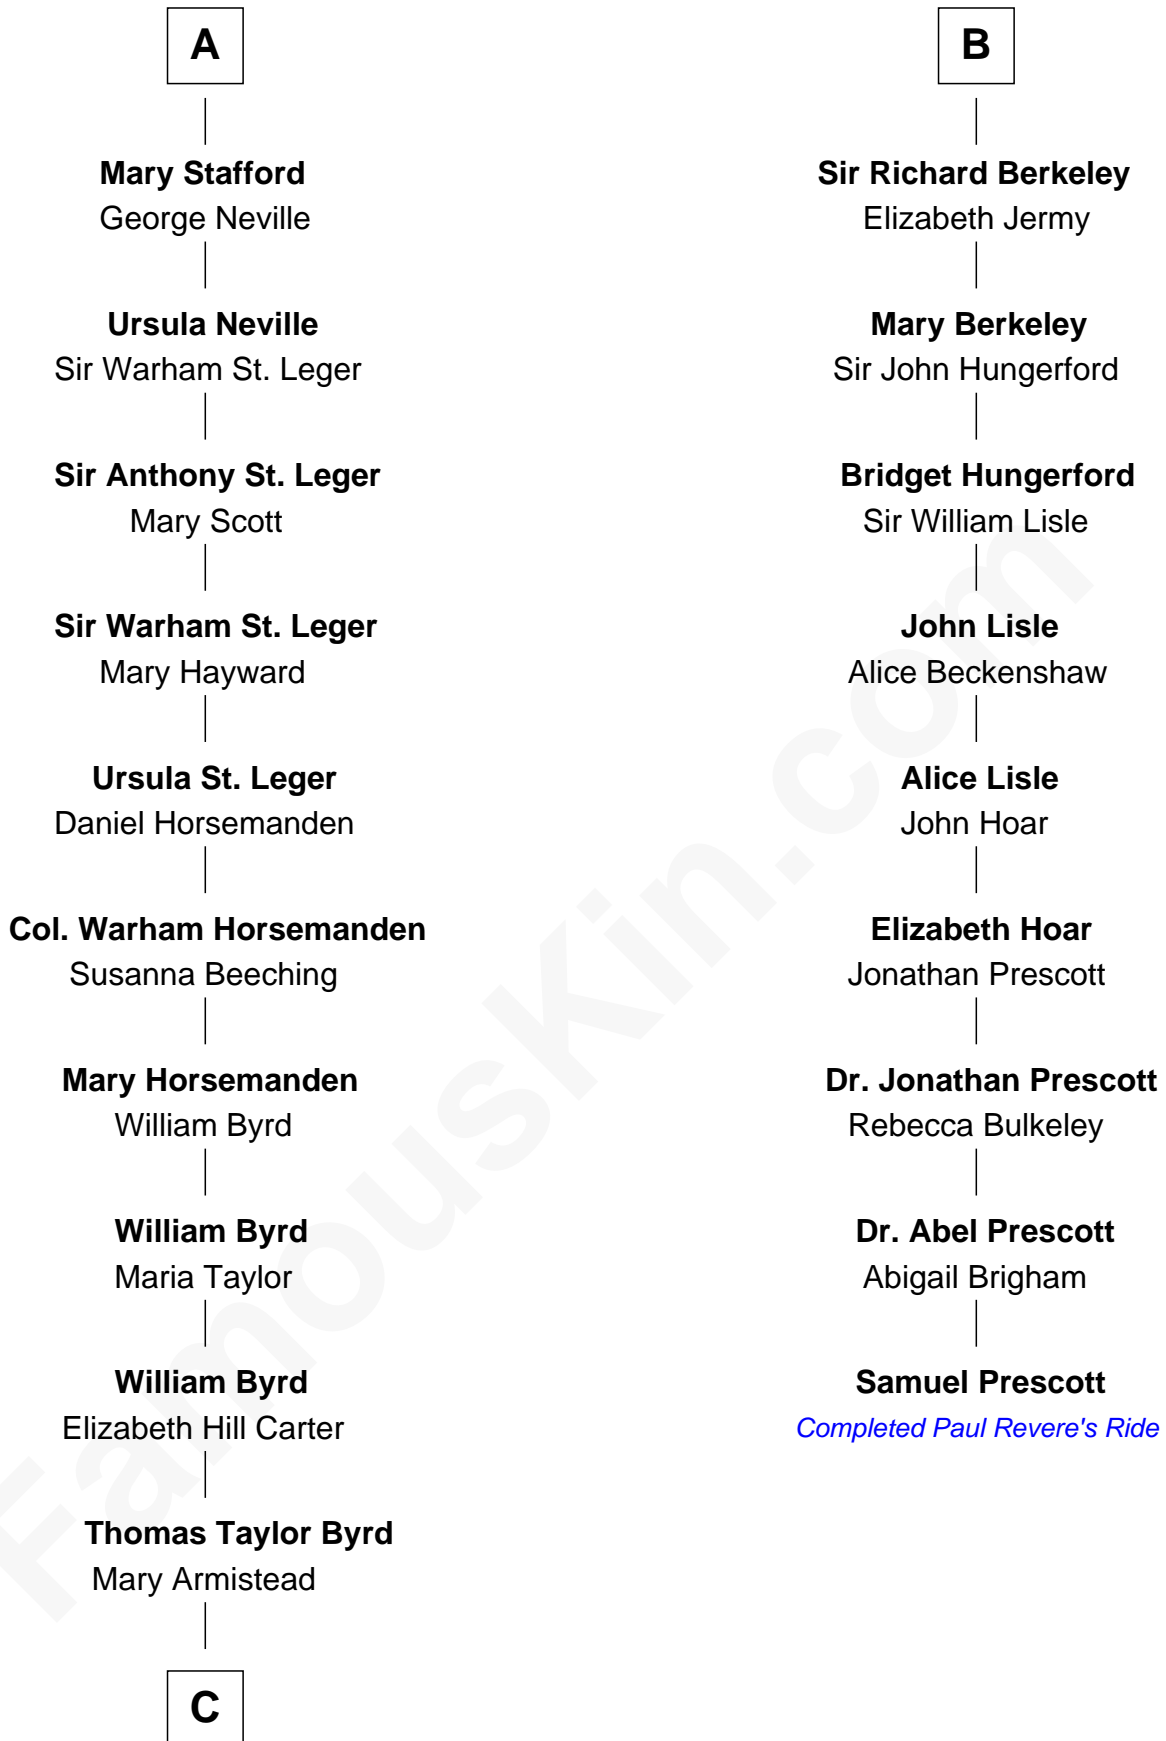 A
Mary Stafford
George Neville
Ursula Neville
Sir Warham St. Leger
Sir Anthony St. Leger
Mary Scott
Sir Warham St. Leger
Mary Hayward
Ursula St. Leger
Daniel Horsemanden
Col. Warham Horsemanden
Susanna Beeching
Mary Horsemanden
William Byrd
William Byrd
Maria Taylor
William Byrd
Elizabeth Hill Carter
Thomas Taylor Byrd
Mary Armistead
C
B
Sir Richard Berkeley
Elizabeth Jermy
Mary Berkeley
Sir John Hungerford
Bridget Hungerford
Sir William Lisle
John Lisle
Alice Beckenshaw
Alice Lisle
John Hoar
Elizabeth Hoar
Jonathan Prescott
Dr. Jonathan Prescott
Rebecca Bulkeley
Dr. Abel Prescott
Abigail Brigham
Samuel Prescott
Completed Paul Revere's Ride
FamousKin.com